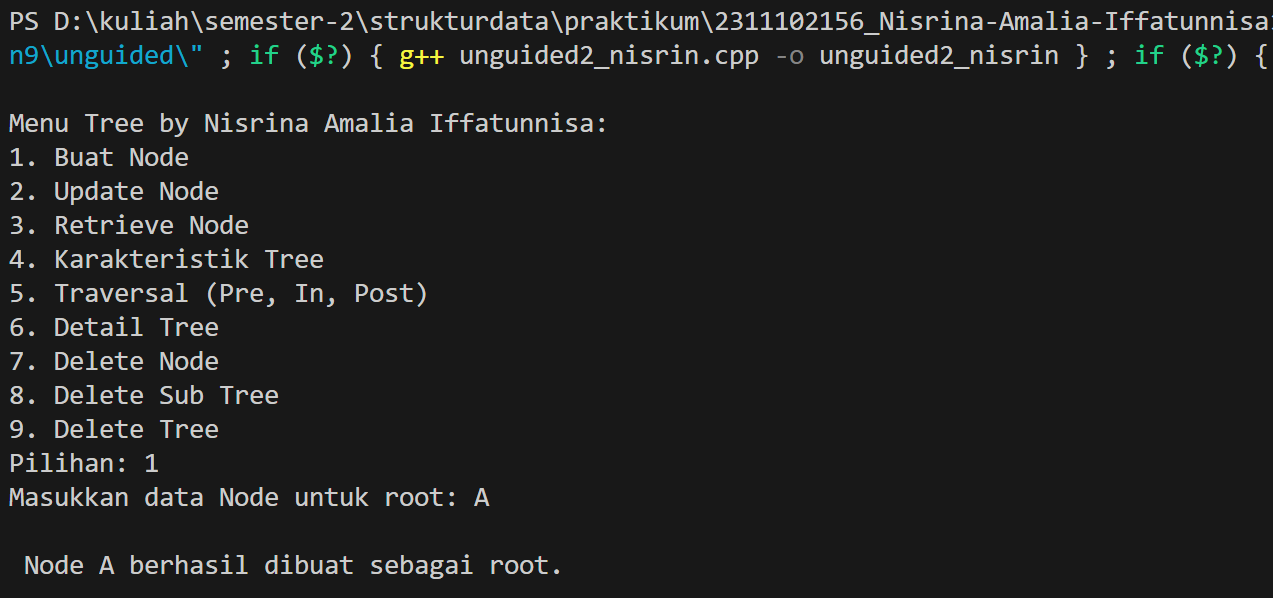 PS D:\kuliah\semester-2\strukturdata\praktikum\2311102156_Nisrina-Amalia-Iffatunnisa
n9\unguided\" ; if ($?) { g++ unguided2_nisrin.cpp -o unguided2_nisrin } ; if ($?) {
Menu Tree by Nisrina Amalia Iffatunnisa:
1. Buat Node
2. Update Node
3. Retrieve Node
4. Karakteristik Tree
5. Traversal (Pre, In, Post)
6. Detail Tree
7. Delete Node
8. Delete Sub Tree
9. Delete Tree
Pilihan: 1
Masukkan data Node untuk root: A
Node A berhasil dibuat sebagai root.